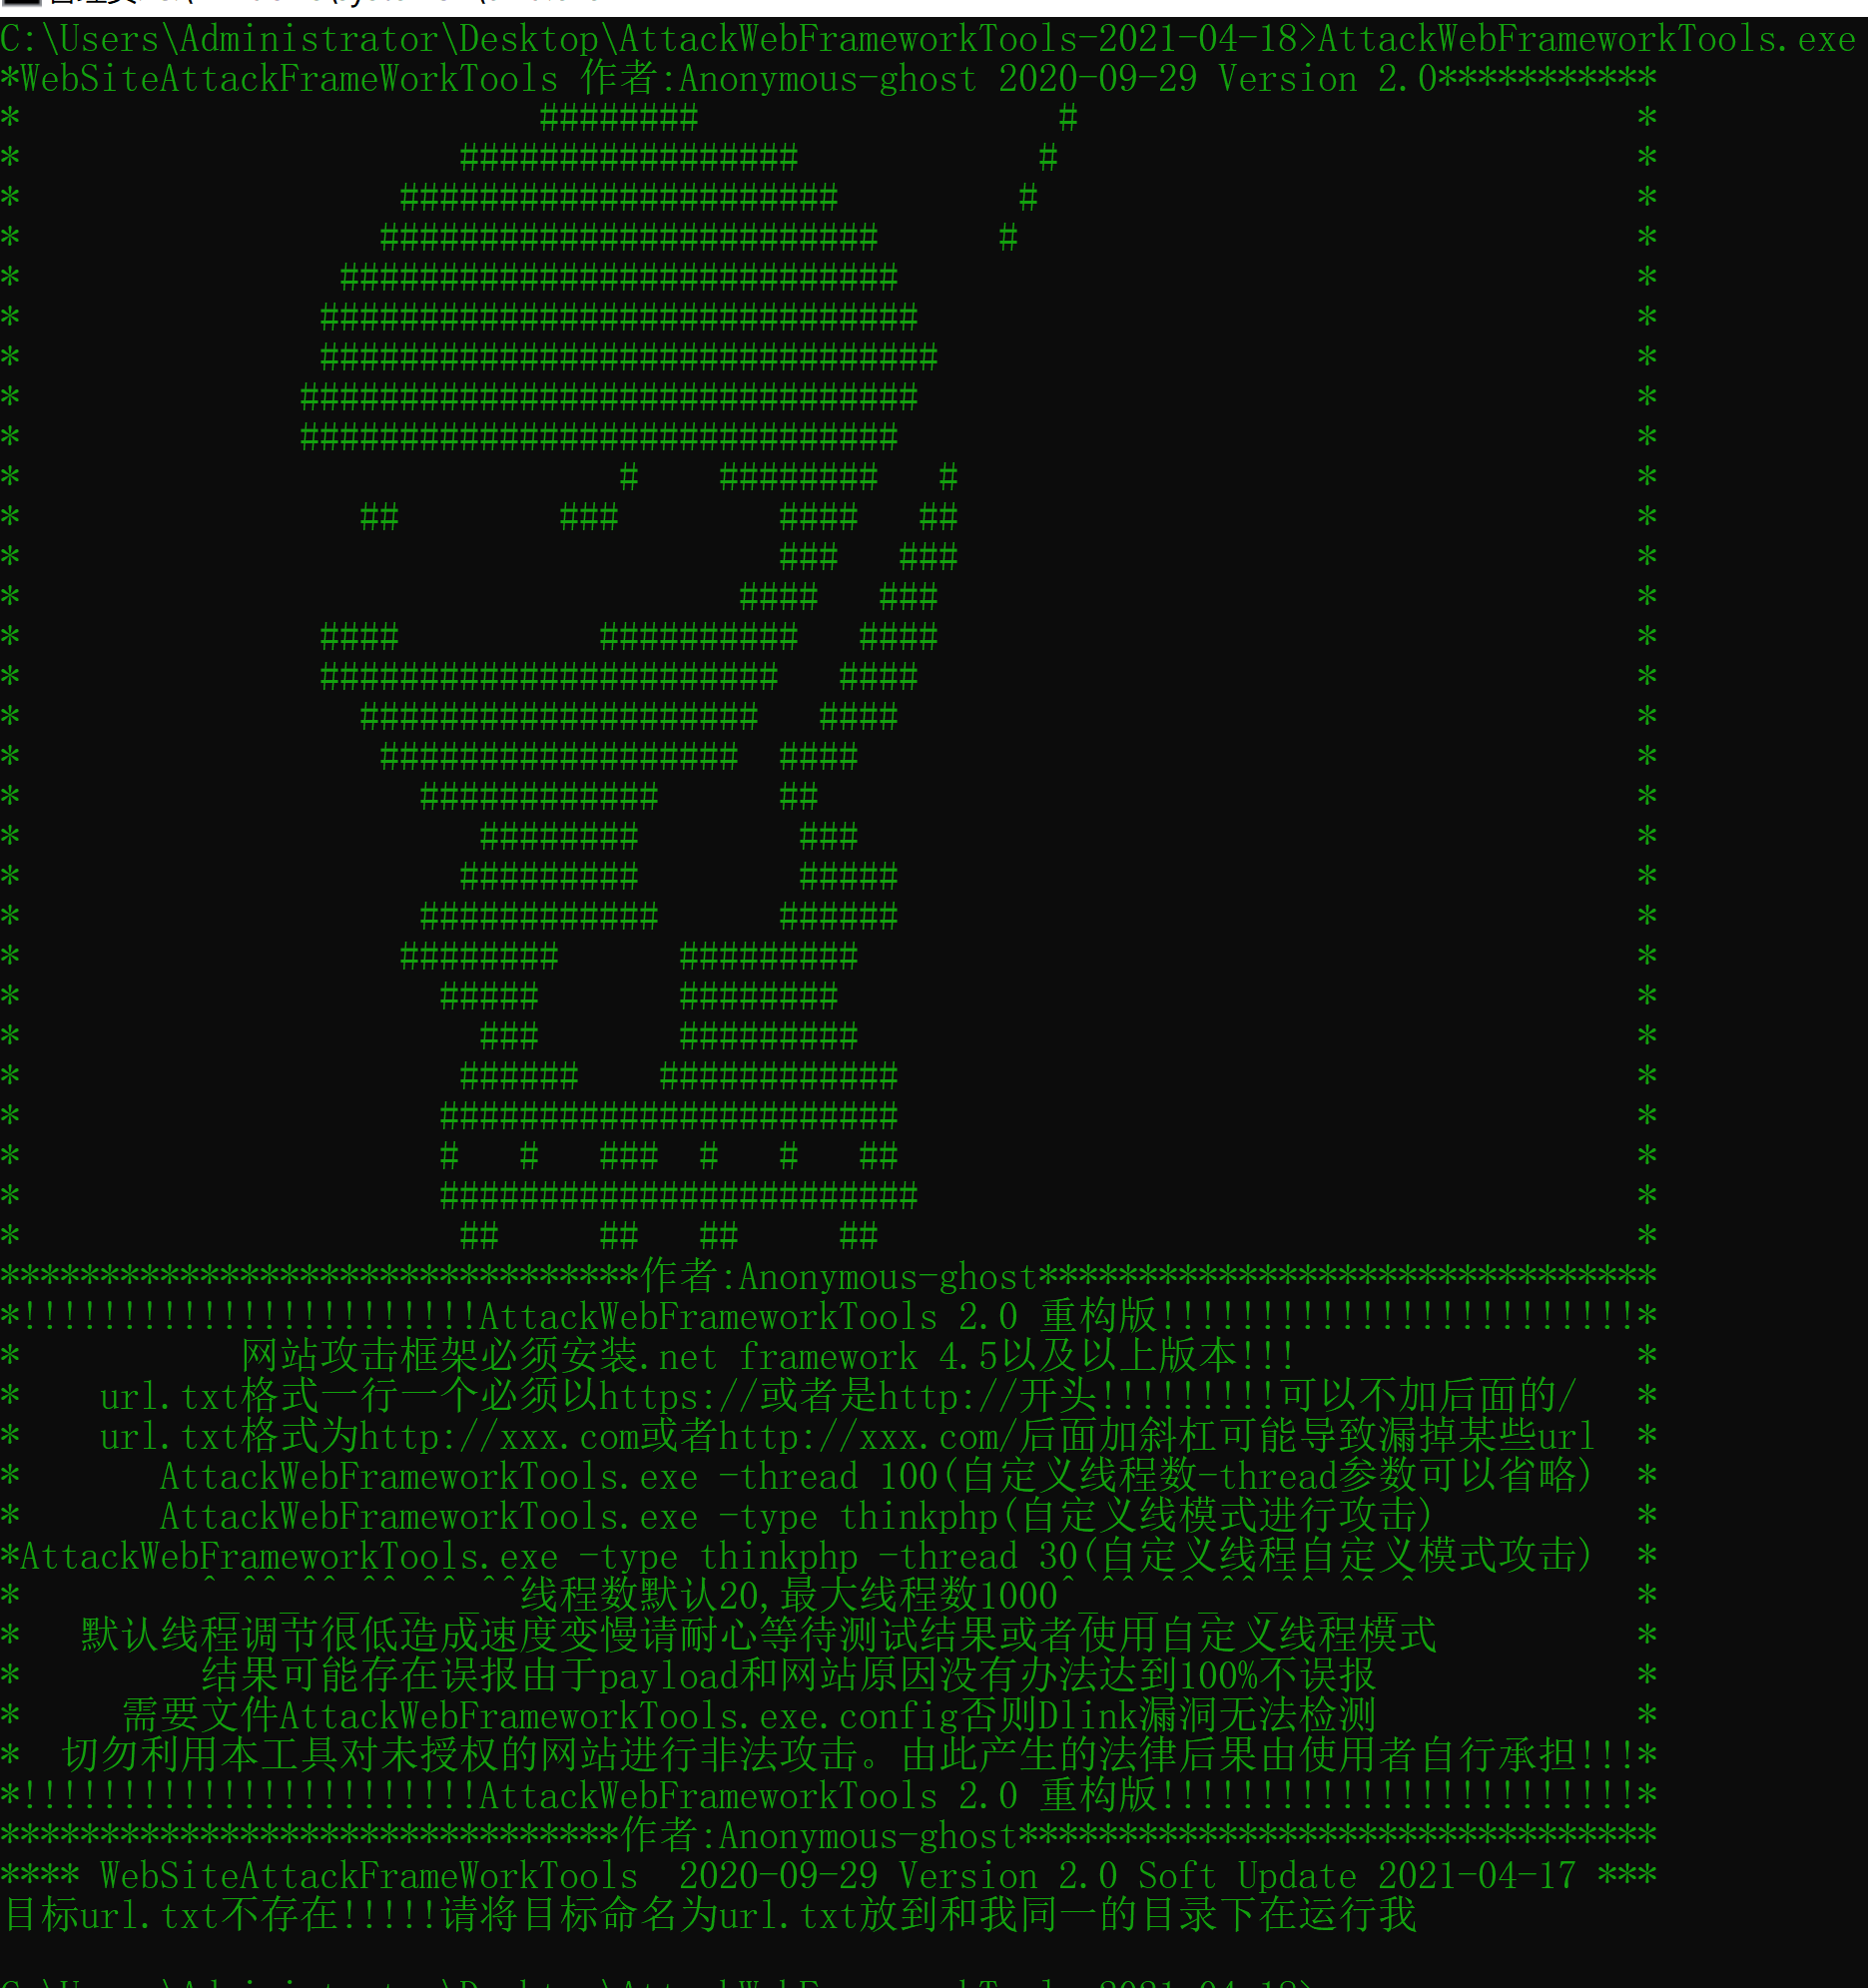 C:\Users\Administrator\Desktop\AttackWebFrameworkTools-2021-04-18>AttackWebFrameworkTools.exe
*WebSiteAttackFrameWorkTools 作者:Anonymous-ghost 2020-09-29 Version 2.0***********
********************************作者:Anonymous-ghost*******************************
*!!!!!!!!!!!!!!!!!!!!!!!AttackWebFrameworkTools 2.0 重构版!!!!!!!!!!!!!!!!!!!!!!!!*
* 网站攻击框架必须安装.net framework 4.5以及以上版本!!! *
* url.txt格式一行一个必须以https://或者是http://开头!!!!!!!!!可以不加后面的/ *
* url.txt格式为http://xxx.com或者http://xxx.com/后面加斜杠可能导致漏掉某些url *
* AttackWebFrameworkTools.exe -thread 100(自定义线程数-thread参数可以省略) *
* AttackWebFrameworkTools.exe -type thinkphp(自定义线模式进行攻击) *
*AttackWebFrameworkTools.exe -type thinkphp -thread 30(自定义线程自定义模式攻击) *
* ^_^^_^^_^^_^^_^^线程数默认20,最大线程数1000^_^^_^^_^^_^^_^^_^ *
* 默认线程调节很低造成速度变慢请耐心等待测试结果或者使用自定义线程模式 *
* 结果可能存在误报由于payload和网站原因没有办法达到100%不误报 *
* 需要文件AttackWebFrameworkTools.exe.config否则Dlink漏洞无法检测 *
* 切勿利用本工具对未授权的网站进行非法攻击。由此产生的法律后果由使用者自行承担!!!*
*!!!!!!!!!!!!!!!!!!!!!!!AttackWebFrameworkTools 2.0 重构版!!!!!!!!!!!!!!!!!!!!!!!!*
*******************************作者:Anonymous-ghost********************************
**** WebSiteAttackFrameWorkTools 2020-09-29 Version 2.0 Soft Update 2021-04-17 ***
目标url.txt不存在!!!!!请将目标命名为url.txt放到和我同一的目录下在运行我